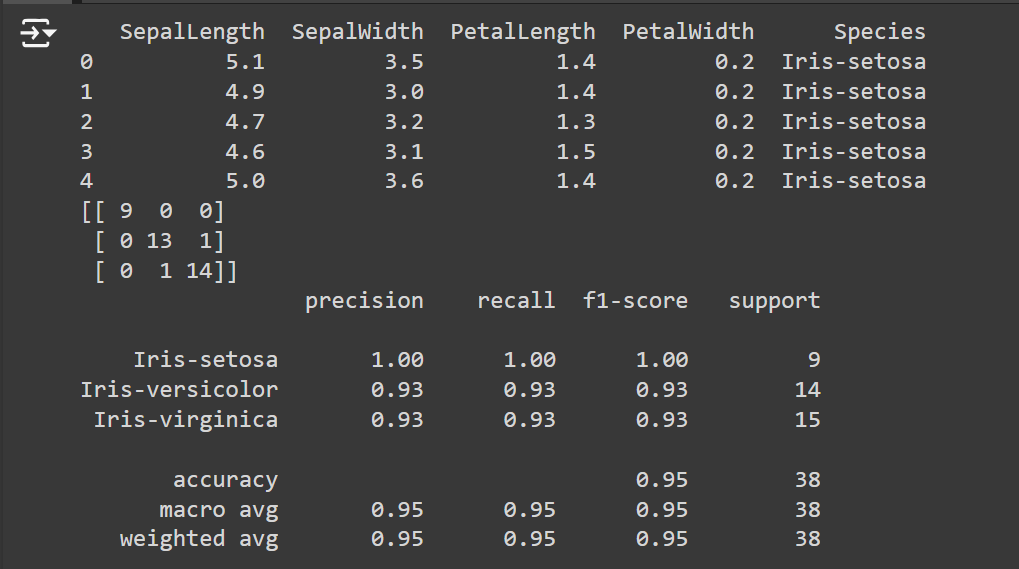 SepalLength SepalWidth PetalLength PetalWidth Species
0 5.1 3.5 1.4 0.2 Iris-setosa
1 4.9 3.0 1.4 0.2 Iris-setosa
2 4.7 3.2 1.3 0.2 Iris-setosa
3 4.6 3.1 1.5 0.2 Iris-setosa
4 5.0 3.6 1.4 0.2 Iris-setosa
[[ 9 0 0]
[ 0 13 1]
[ 0 1 14]]
precision recall f1-score support
Iris-setosa 1.00 1.00 1.00 9
Iris-versicolor 0.93 0.93 0.93 14
Iris-virginica 0.93 0.93 0.93 15
accuracy 0.95 38
macro avg 0.95 0.95 0.95 38
weighted avg 0.95 0.95 0.95 38